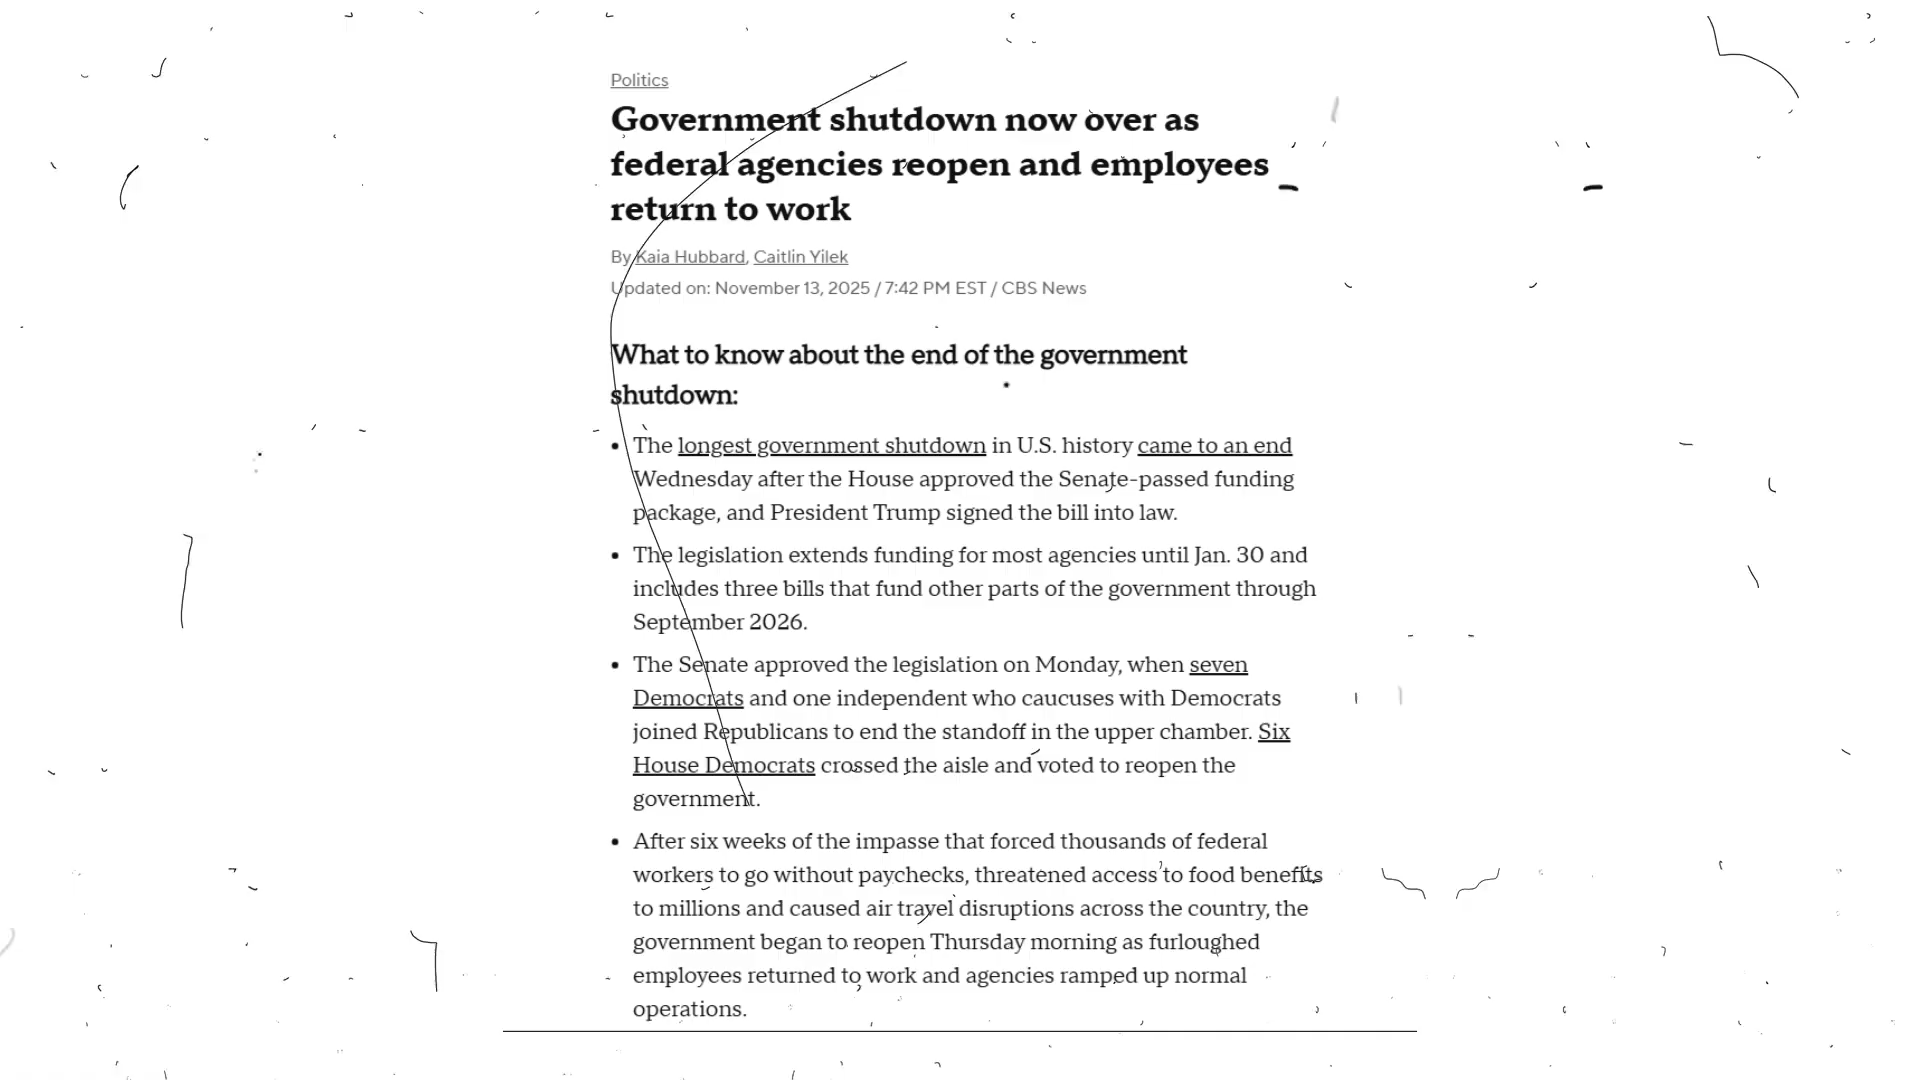 Politics
Government shutdown now over as
federal agencies reopen and employees
return to work
By Kaia Hubbard, Caitlin Yilek
Updated on: November 13, 2025 / 7:42 PM EST / CBS News
What to know about the end of the government
shutdown:
• The longest government shutdown in U.S. history came to an end
Wednesday after the House approved the Senate-passed funding
package, and President Trump signed the bill into law.
• The legislation extends funding for most agencies until Jan. 30 and
includes three bills that fund other parts of the government through
September 2026.
• The Senate approved the legislation on Monday, when seven
Democrats and one independent who caucuses with Democrats
joined Republicans to end the standoff in the upper chamber. Six
House Democrats crossed the aisle and voted to reopen the
government.
• After six weeks of the impasse that forced thousands of federal
workers to go without paychecks, threatened access to food benefits
to millions and caused air travel disruptions across the country, the
government began to reopen Thursday morning as furloughed
employees returned to work and agencies ramped up normal
operations.